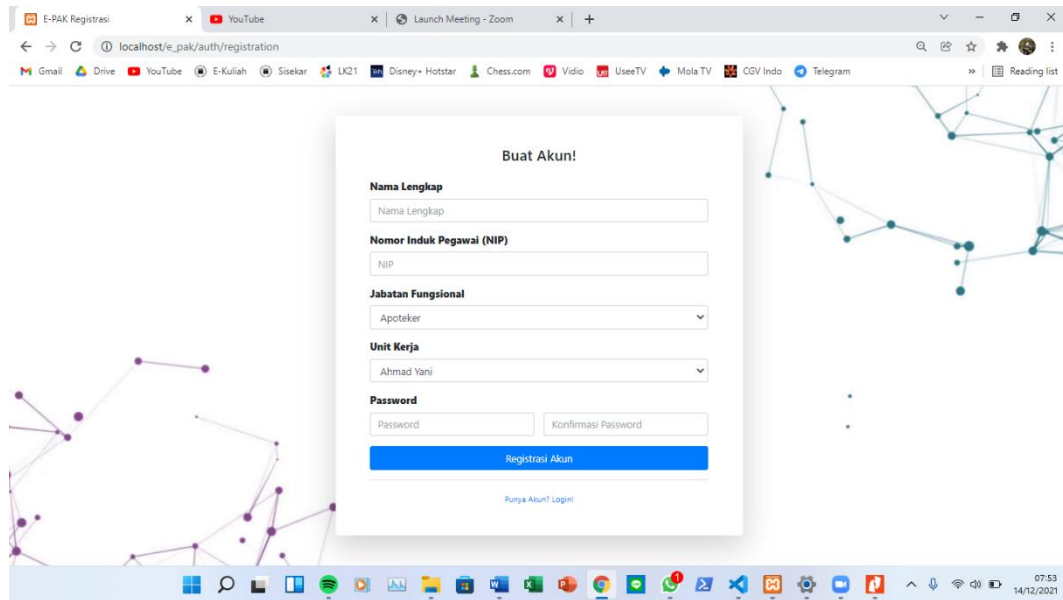 E-PAK Registrasi
YouTube
Launch Meeting - Zoom
localhost/e_pak/auth/registration
Gmail Drive YouTube E-Kuliah Sisekar LK21 Disney+ Hotstar Chess.com Vidio UseeTV Mola TV CGV Indo Telegram » Reading list
Buat Akun!
Nama Lengkap
Nama Lengkap
Nomor Induk Pegawai (NIP)
NIP
Jabatan Fungsional
Apoteker
Unit Kerja
Ahmad Yani
Password
Password Konfirmasi Password
Registrasi Akun
Punya Akun? Login!
07:53
14/12/2021